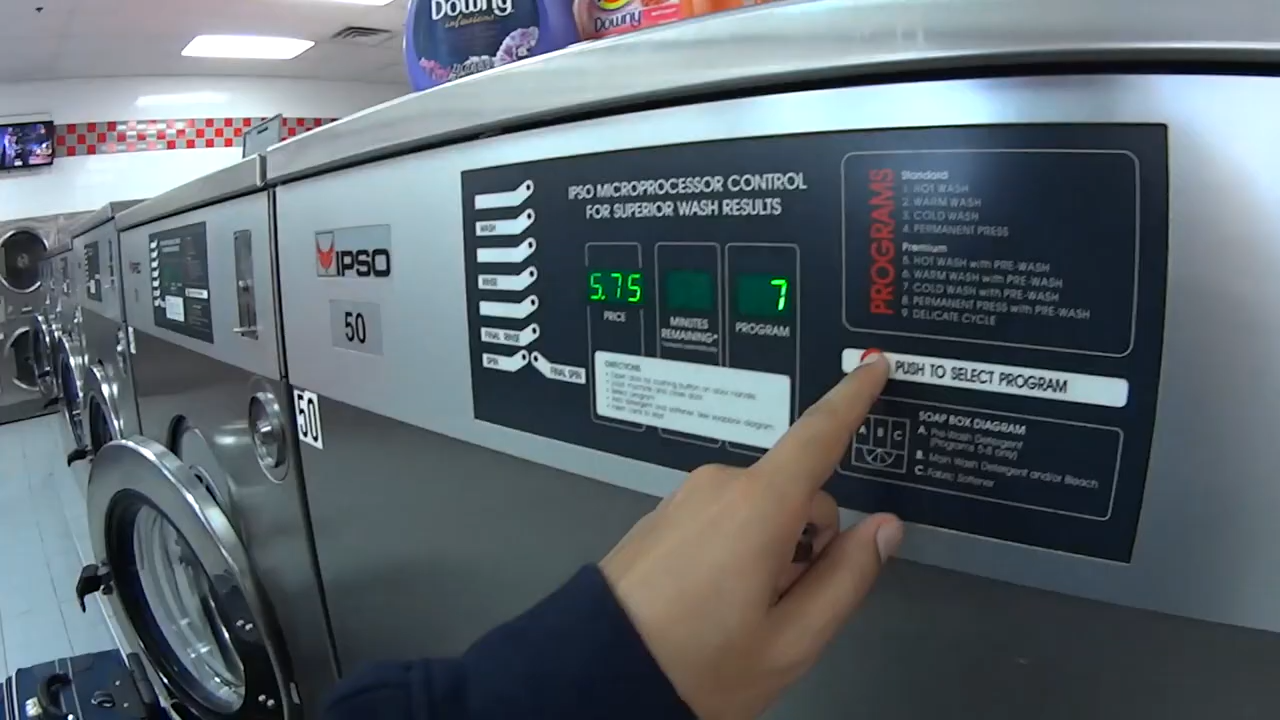 Downy
infusions
Downy
IPSO
50
50
WASH
RINSE
FINAL RINSE
SPIN
FINAL SPIN
IPSO MICROPROCESSOR CONTROL
FOR SUPERIOR WASH RESULTS
5.75
PRICE
MINUTES
REMAINING*
7
PROGRAM
DIRECTIONS
PROGRAMS
Standard
1. HOT WASH
2. WARM WASH
3. COLD WASH
4. PERMANENT PRESS
Premium
5. HOT WASH with PRE-WASH
6. WARM WASH with PRE-WASH
7. COLD WASH with PRE-WASH
8. PERMANENT PRESS with PRE-WASH
9. DELICATE CYCLE
PUSH TO SELECT PROGRAM
A B C
SOAP BOX DIAGRAM
A. Pre-Wash Detergent
(Programs 5-8 only)
B. Main Wash Detergent and/or Bleach
C. Fabric Softener